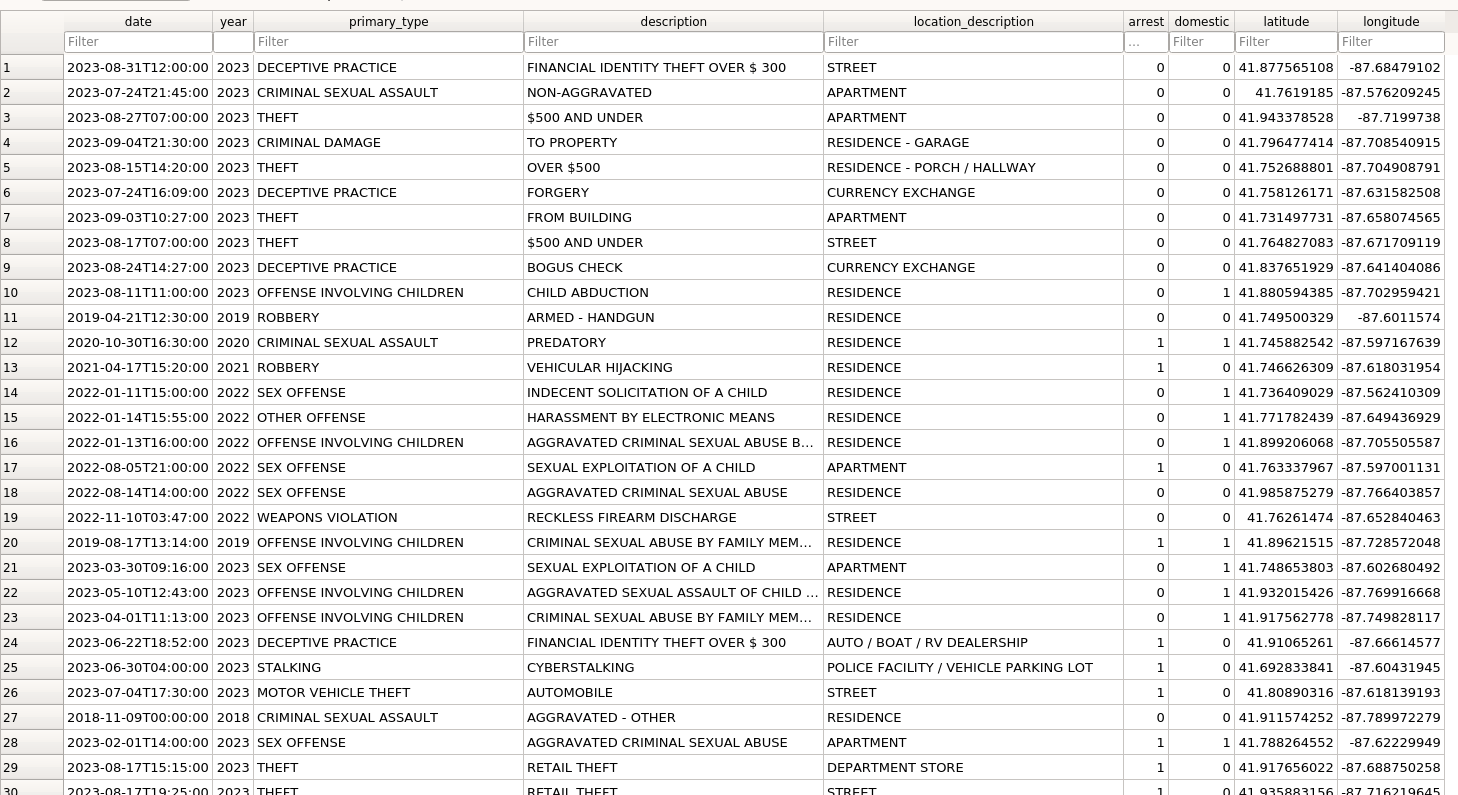 date year primary_type description location_description arrest domestic latitude longitude
Filter Filter Filter Filter ... Filter Filter Filter
1 2023-08-31T12:00:00 2023 DECEPTIVE PRACTICE FINANCIAL IDENTITY THEFT OVER $ 300 STREET 0 0 41.877565108 -87.68479102
2 2023-07-24T21:45:00 2023 CRIMINAL SEXUAL ASSAULT NON-AGGRAVATED APARTMENT 0 0 41.7619185 -87.576209245
3 2023-08-27T07:00:00 2023 THEFT $500 AND UNDER APARTMENT 0 0 41.943378528 -87.7199738
4 2023-09-04T21:30:00 2023 CRIMINAL DAMAGE TO PROPERTY RESIDENCE - GARAGE 0 0 41.796477414 -87.708540915
5 2023-08-15T14:20:00 2023 THEFT OVER $500 RESIDENCE - PORCH / HALLWAY 0 0 41.752688801 -87.704908791
6 2023-07-24T16:09:00 2023 DECEPTIVE PRACTICE FORGERY CURRENCY EXCHANGE 0 0 41.758126171 -87.631582508
7 2023-09-03T10:27:00 2023 THEFT FROM BUILDING APARTMENT 0 0 41.731497731 -87.658074565
8 2023-08-17T07:00:00 2023 THEFT $500 AND UNDER STREET 0 0 41.764827083 -87.671709119
9 2023-08-24T14:27:00 2023 DECEPTIVE PRACTICE BOGUS CHECK CURRENCY EXCHANGE 0 0 41.837651929 -87.641404086
10 2023-08-11T11:00:00 2023 OFFENSE INVOLVING CHILDREN CHILD ABDUCTION RESIDENCE 0 1 41.880594385 -87.702959421
11 2019-04-21T12:30:00 2019 ROBBERY ARMED - HANDGUN RESIDENCE 0 0 41.749500329 -87.6011574
12 2020-10-30T16:30:00 2020 CRIMINAL SEXUAL ASSAULT PREDATORY RESIDENCE 1 1 41.745882542 -87.597167639
13 2021-04-17T15:20:00 2021 ROBBERY VEHICULAR HIJACKING RESIDENCE 1 0 41.746626309 -87.618031954
14 2022-01-11T15:00:00 2022 SEX OFFENSE INDECENT SOLICITATION OF A CHILD RESIDENCE 0 1 41.736409029 -87.562410309
15 2022-01-14T15:55:00 2022 OTHER OFFENSE HARASSMENT BY ELECTRONIC MEANS RESIDENCE 0 1 41.771782439 -87.649436929
16 2022-01-13T16:00:00 2022 OFFENSE INVOLVING CHILDREN AGGRAVATED CRIMINAL SEXUAL ABUSE B... RESIDENCE 0 1 41.899206068 -87.705505587
17 2022-08-05T21:00:00 2022 SEX OFFENSE SEXUAL EXPLOITATION OF A CHILD APARTMENT 1 0 41.763337967 -87.597001131
18 2022-08-14T14:00:00 2022 SEX OFFENSE AGGRAVATED CRIMINAL SEXUAL ABUSE RESIDENCE 0 0 41.985875279 -87.766403857
19 2022-11-10T03:47:00 2022 WEAPONS VIOLATION RECKLESS FIREARM DISCHARGE STREET 0 0 41.76261474 -87.652840463
20 2019-08-17T13:14:00 2019 OFFENSE INVOLVING CHILDREN CRIMINAL SEXUAL ABUSE BY FAMILY MEM... RESIDENCE 1 1 41.89621515 -87.728572048
21 2023-03-30T09:16:00 2023 SEX OFFENSE SEXUAL EXPLOITATION OF A CHILD APARTMENT 0 1 41.748653803 -87.602680492
22 2023-05-10T12:43:00 2023 OFFENSE INVOLVING CHILDREN AGGRAVATED SEXUAL ASSAULT OF CHILD ... RESIDENCE 0 1 41.932015426 -87.769916668
23 2023-04-01T11:13:00 2023 OFFENSE INVOLVING CHILDREN CRIMINAL SEXUAL ABUSE BY FAMILY MEM... RESIDENCE 0 1 41.917562778 -87.749828117
24 2023-06-22T18:52:00 2023 DECEPTIVE PRACTICE FINANCIAL IDENTITY THEFT OVER $ 300 AUTO / BOAT / RV DEALERSHIP 1 0 41.91065261 -87.66614577
25 2023-06-30T04:00:00 2023 STALKING CYBERSTALKING POLICE FACILITY / VEHICLE PARKING LOT 1 0 41.692833841 -87.60431945
26 2023-07-04T17:30:00 2023 MOTOR VEHICLE THEFT AUTOMOBILE STREET 1 0 41.80890316 -87.618139193
27 2018-11-09T00:00:00 2018 CRIMINAL SEXUAL ASSAULT AGGRAVATED - OTHER RESIDENCE 0 0 41.911574252 -87.789972279
28 2023-02-01T14:00:00 2023 SEX OFFENSE AGGRAVATED CRIMINAL SEXUAL ABUSE APARTMENT 1 1 41.788264552 -87.62229949
29 2023-08-17T15:15:00 2023 THEFT RETAIL THEFT DEPARTMENT STORE 1 0 41.917656022 -87.688750258
30 2023-08-17T19:25:00 2023 THEFT RETAIL THEFT STREET 1 0 41.935883156 -87.716219645